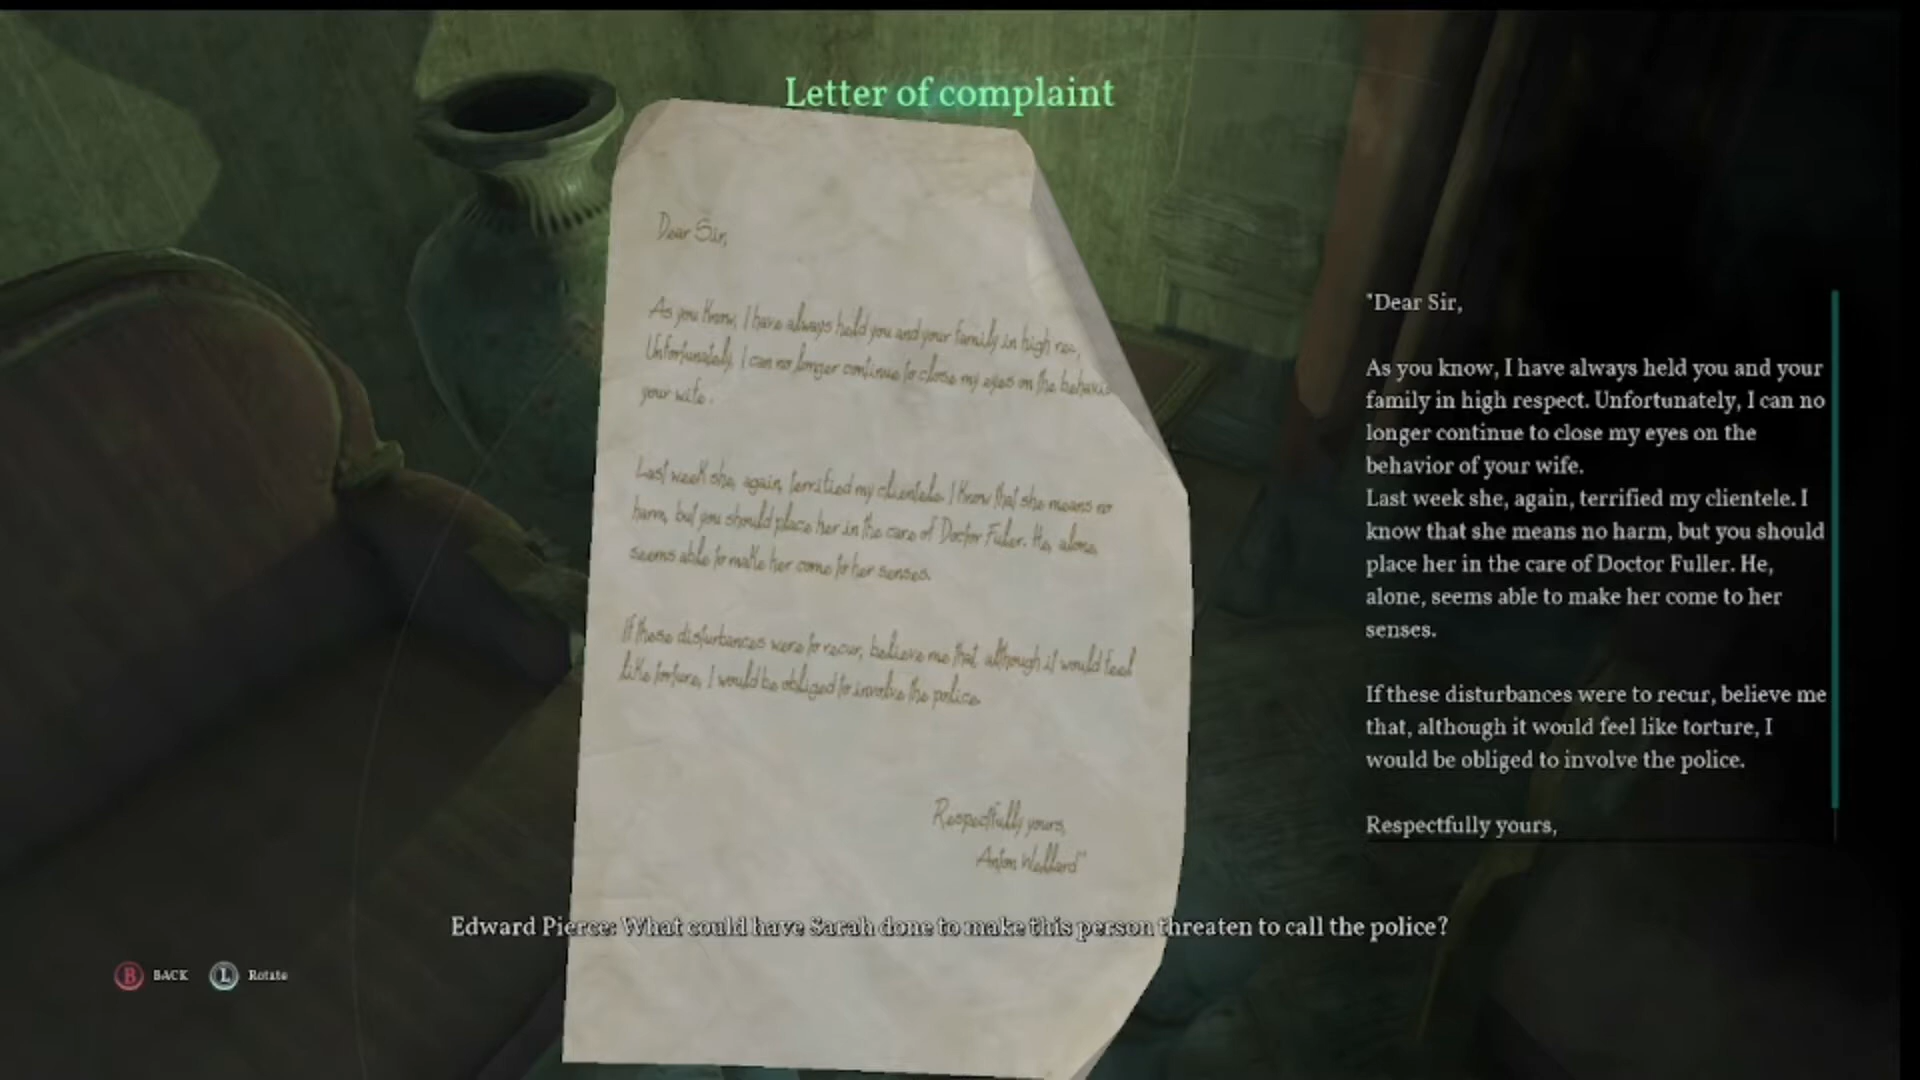 Letter of complaint
Dear Sir,
As you know, I have always held you and your family in high
Unfortunately, I can no longer continue to close my eyes on the
your wife.
Last week she, again, terrified my clientele. I know that she means no
harm, but you should place her in the care of Doctor Fuller. He, alone,
seems able to make her come to her senses.
If these disturbances were to recur, believe me that, although it would feel
like torture, I would be obliged to involve the police.
Respectfully yours,
Anton Wellard"
"Dear Sir,
As you know, I have always held you and your
family in high respect. Unfortunately, I can no
longer continue to close my eyes on the
behavior of your wife.
Last week she, again, terrified my clientele. I
know that she means no harm, but you should
place her in the care of Doctor Fuller. He,
alone, seems able to make her come to her
senses.
If these disturbances were to recur, believe me
that, although it would feel like torture, I
would be obliged to involve the police.
Respectfully yours,
Edward Pierce: What could have Sarah done to make this person threaten to call the police?
B BACK L Rotate